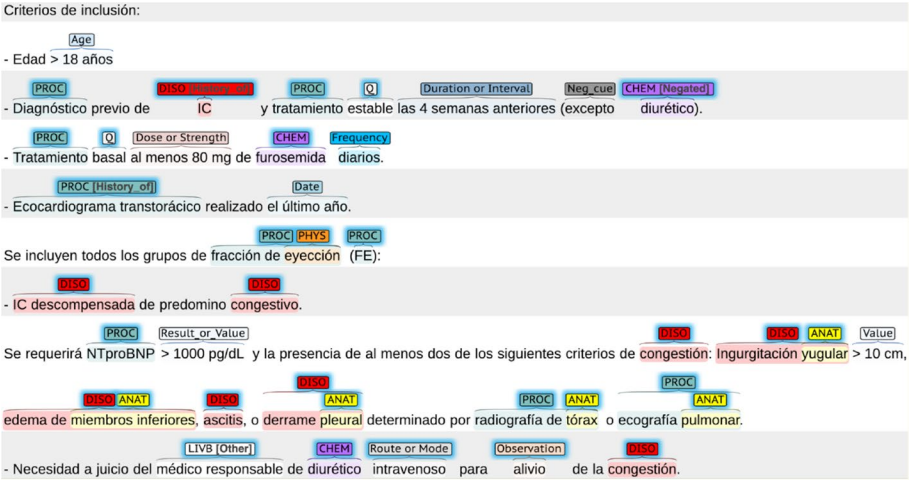 Criterios de inclusión:
Age
- Edad > 18 años
PROC DISO [History_of] PROC Q Duration or Interval Neg_cue CHEM [Negated]
- Diagnóstico previo de IC y tratamiento estable las 4 semanas anteriores (excepto diurético).
PROC Q Dose or Strength CHEM Frequency
- Tratamiento basal al menos 80 mg de furosemida diarios.
PROC [History_of] Date
- Ecocardiograma transtorácico realizado el último año.
PROC PHYS PROC
Se incluyen todos los grupos de fracción de eyección (FE):
DISO DISO
- IC descompensada de predomino congestivo.
PROC Result_or_Value DISO DISO ANAT Value
Se requerirá NTproBNP > 1000 pg/dL y la presencia de al menos dos de los siguientes criterios de congestión: Ingurgitación yugular > 10 cm,
DISO PROC
DISO ANAT DISO ANAT PROC ANAT ANAT
edema de miembros inferiores, ascitis, o derrame pleural determinado por radiografía de tórax o ecografía pulmonar.
LIVB [Other] CHEM Route or Mode Observation DISO
- Necesidad a juicio del médico responsable de diurético intravenoso para alivio de la congestión.